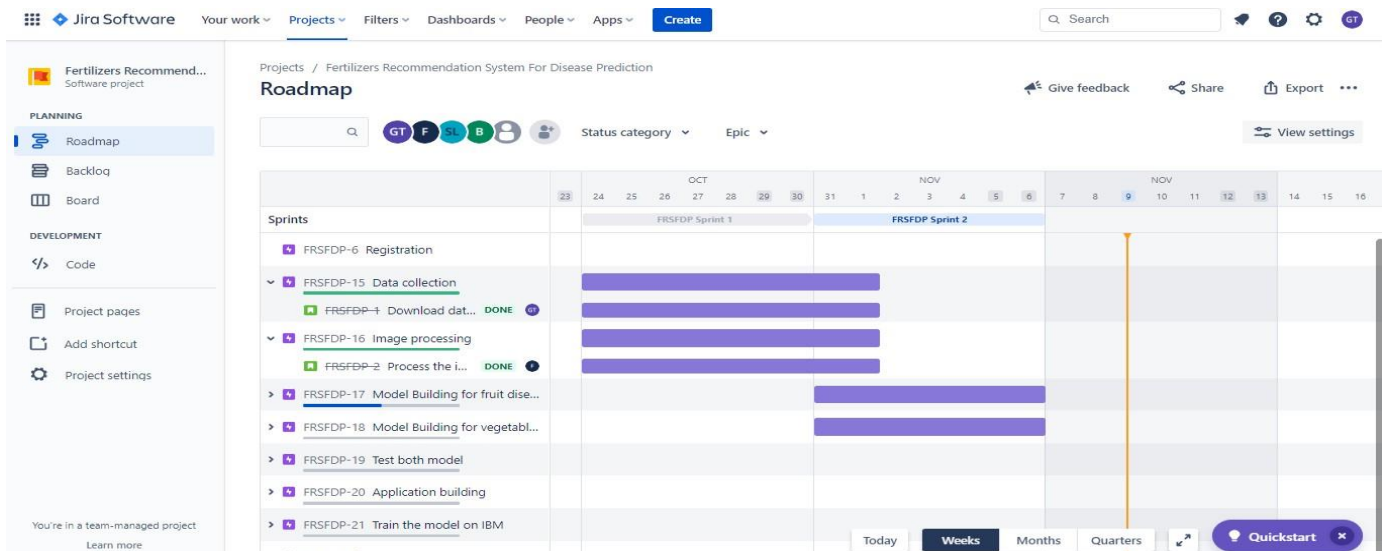 Jira Software Your work Projects Filters Dashboards People Apps Create Search GT
Fertilizers Recommend...
Software project
PLANNING
Roadmap
Backlog
Board
DEVELOPMENT
Code
Project pages
Add shortcut
Project settings
You're in a team-managed project
Learn more
Projects / Fertilizers Recommendation System For Disease Prediction
Roadmap
Give feedback Share Export
GT F SL B Status category Epic View settings
OCT NOV NOV
23 24 25 26 27 28 29 30 31 1 2 3 4 5 6 7 8 9 10 11 12 13 14 15 16
Sprints FRSFDP Sprint 1 FRSFDP Sprint 2
FRSFDP-6 Registration
FRSFDP-15 Data collection
FRSFDP-1 Download dat... DONE GT
FRSFDP-16 Image processing
FRSFDP-2 Process the i... DONE F
FRSFDP-17 Model Building for fruit dise...
FRSFDP-18 Model Building for vegetabl...
FRSFDP-19 Test both model
FRSFDP-20 Application building
FRSFDP-21 Train the model on IBM
Today Weeks Months Quarters Quickstart